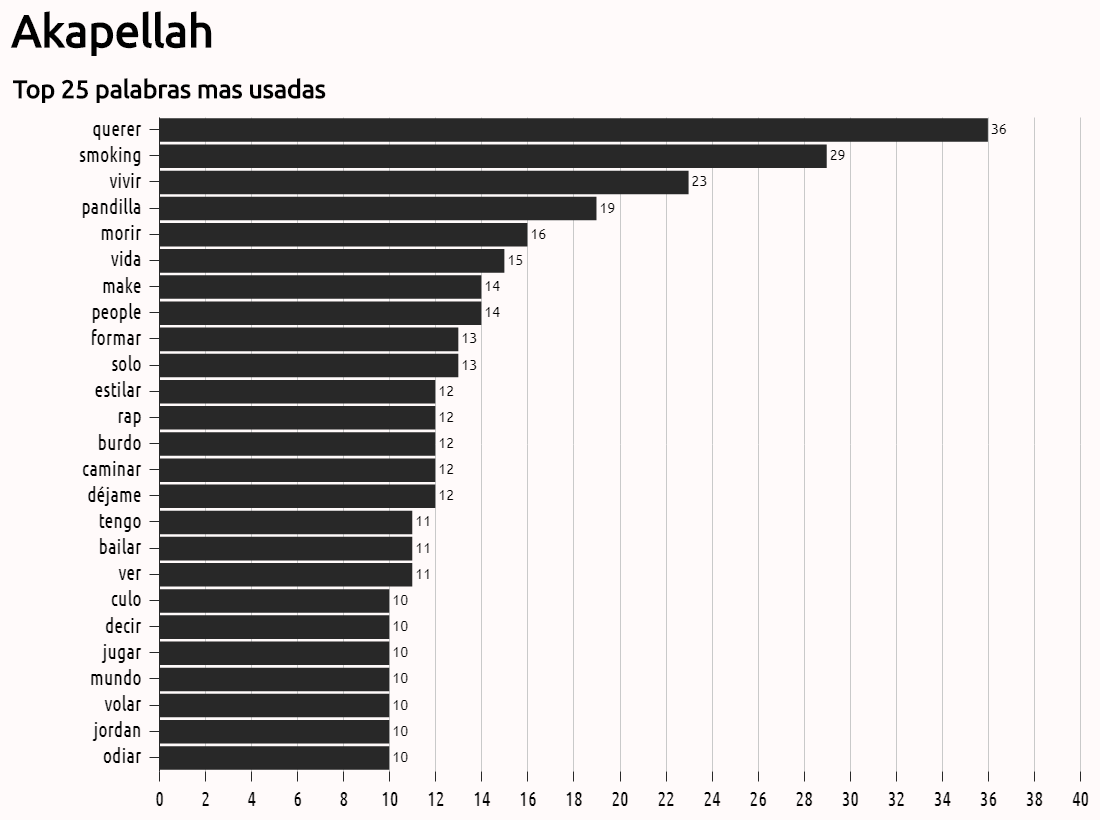 Akapellah
Top 25 palabras mas usadas
querer 36
smoking 29
vivir 23
pandilla 19
morir 16
vida 15
make 14
people 14
formar 13
solo 13
estilar 12
rap 12
burdo 12
caminar 12
déjame 12
tengo 11
bailar 11
ver 11
culo 10
decir 10
jugar 10
mundo 10
volar 10
jordan 10
odiar 10
0 2 4 6 8 10 12 14 16 18 20 22 24 26 28 30 32 34 36 38 40